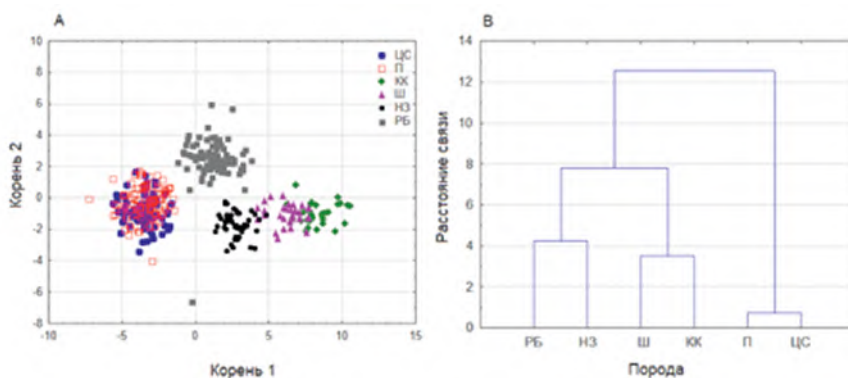 А
10
8
6
4
2
0
-2
-4
-6
-8
-10
-5
0
5
10
15
Корень 2
Корень 1
ЦС
П
КК
Ш
НЗ
РБ
В
14
12
10
8
6
4
2
0
Расстояние связи
РБ НЗ Ш КК П ЦС
Порода